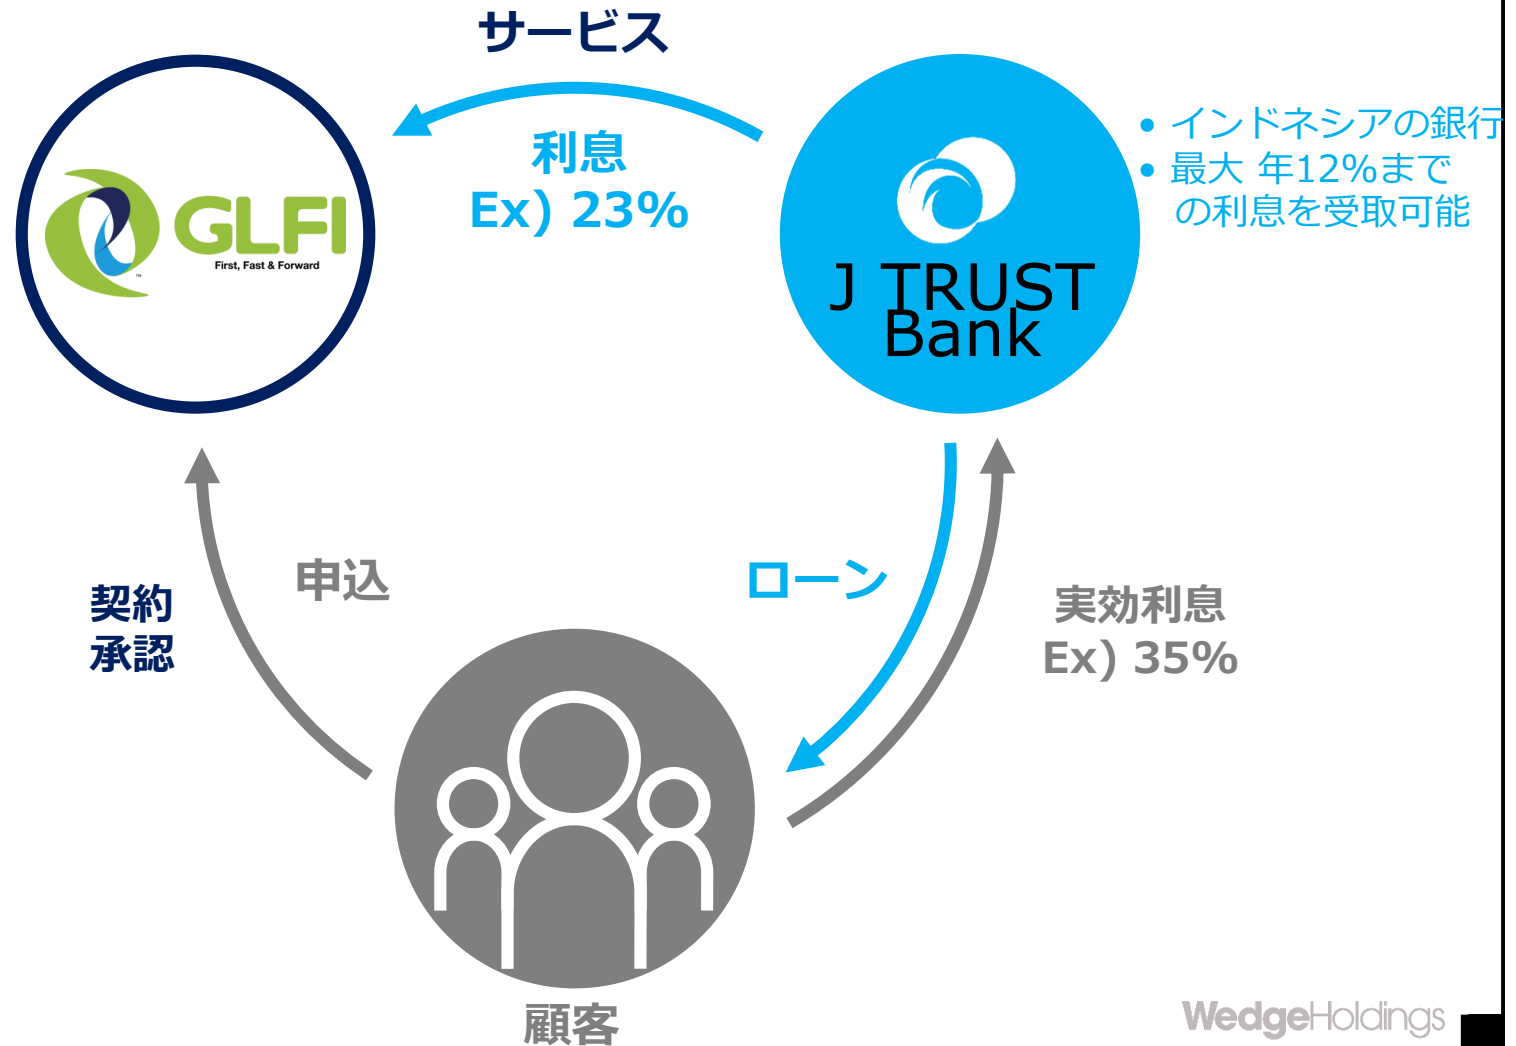 サービス
利息
Ex) 23%
GLFI
First, Fast & Forward
TM
J TRUST
Bank
• インドネシアの銀行
• 最大 年12%まで
の利息を受取可能
契約
承認
申込
ローン
実効利息
Ex) 35%
顧客
WedgeHoldings